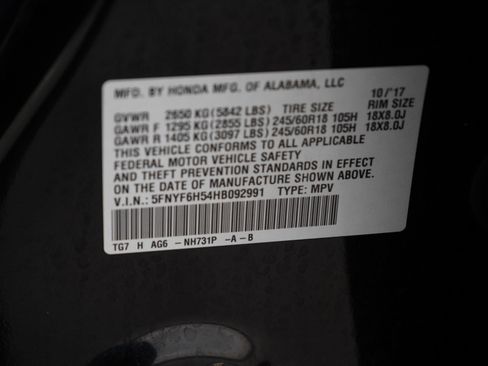 MFD. BY HONDA MFG. OF ALABAMA, LLC 10/'17
GVWR 2650 KG(5842 LBS) TIRE SIZE RIM SIZE
GAWR F 1295 KG(2855 LBS)245/60R18 105H 18X8.0J
GAWR R 1405 KG(3097 LBS)245/60R18 105H 18X8.0J
THIS VEHICLE CONFORMS TO ALL APPLICABLE
FEDERAL MOTOR VEHICLE SAFETY
AND THEFT PREVENTION STANDARDS IN EFFECT
ON THE DATE OF MANUFACTURE SHOWN ABOVE.
V.I.N.: 5FNYF6H54HB092991 TYPE: MPV
TG7 H AG6 -NH731P -A-B